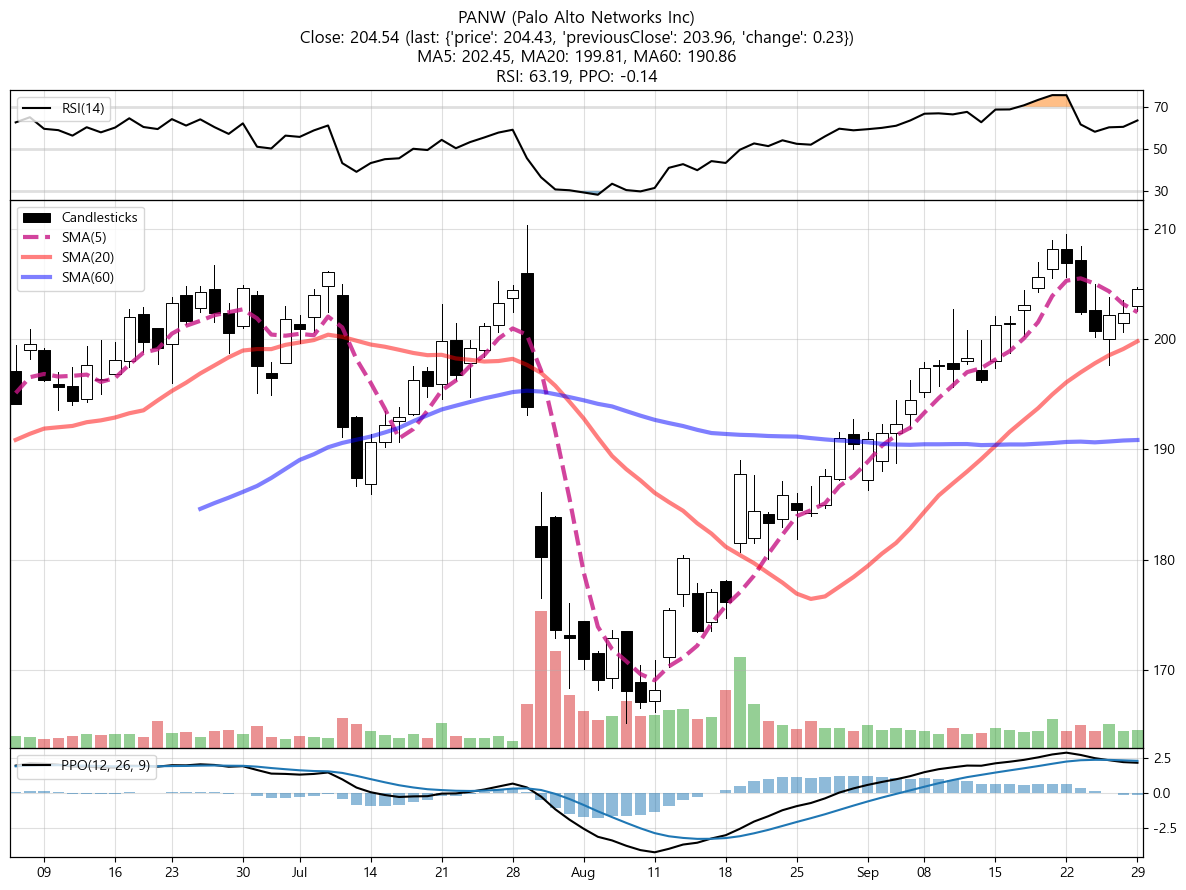 PANW (Palo Alto Networks Inc)
Close: 204.54 (last: {'price': 204.43, 'previousClose': 203.96, 'change': 0.23})
MA5: 202.45, MA20: 199.81, MA60: 190.86
RSI: 63.19, PPO: -0.14
RSI(14)
70
50
30
Candlesticks
SMA(5)
SMA(20)
SMA(60)
210
200
190
180
170
PPO(12, 26, 9)
2.5
0.0
-2.5
09 16 23 30 Jul 14 21 28 Aug 11 18 25 Sep 08 15 22 29